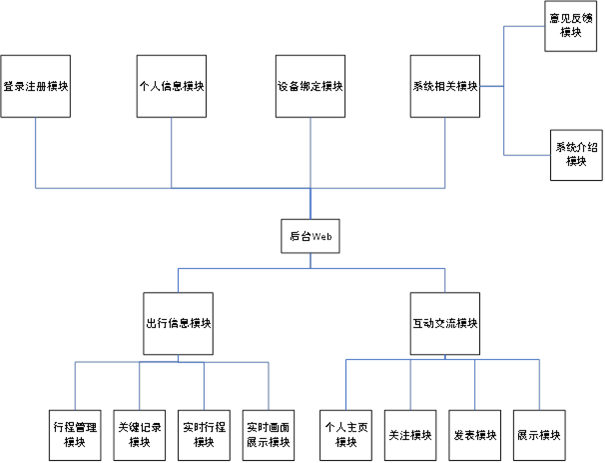 意见反馈
模块
登录注册模块
个人信息模块
设备绑定模块
系统相关模块
系统介绍
模块
后台Web
出行信息模块
互动交流模块
行程管理
模块
关键记录
模块
实时行程
模块
实时画面
展示模块
个人主页
模块
关注模块
发表模块
展示模块